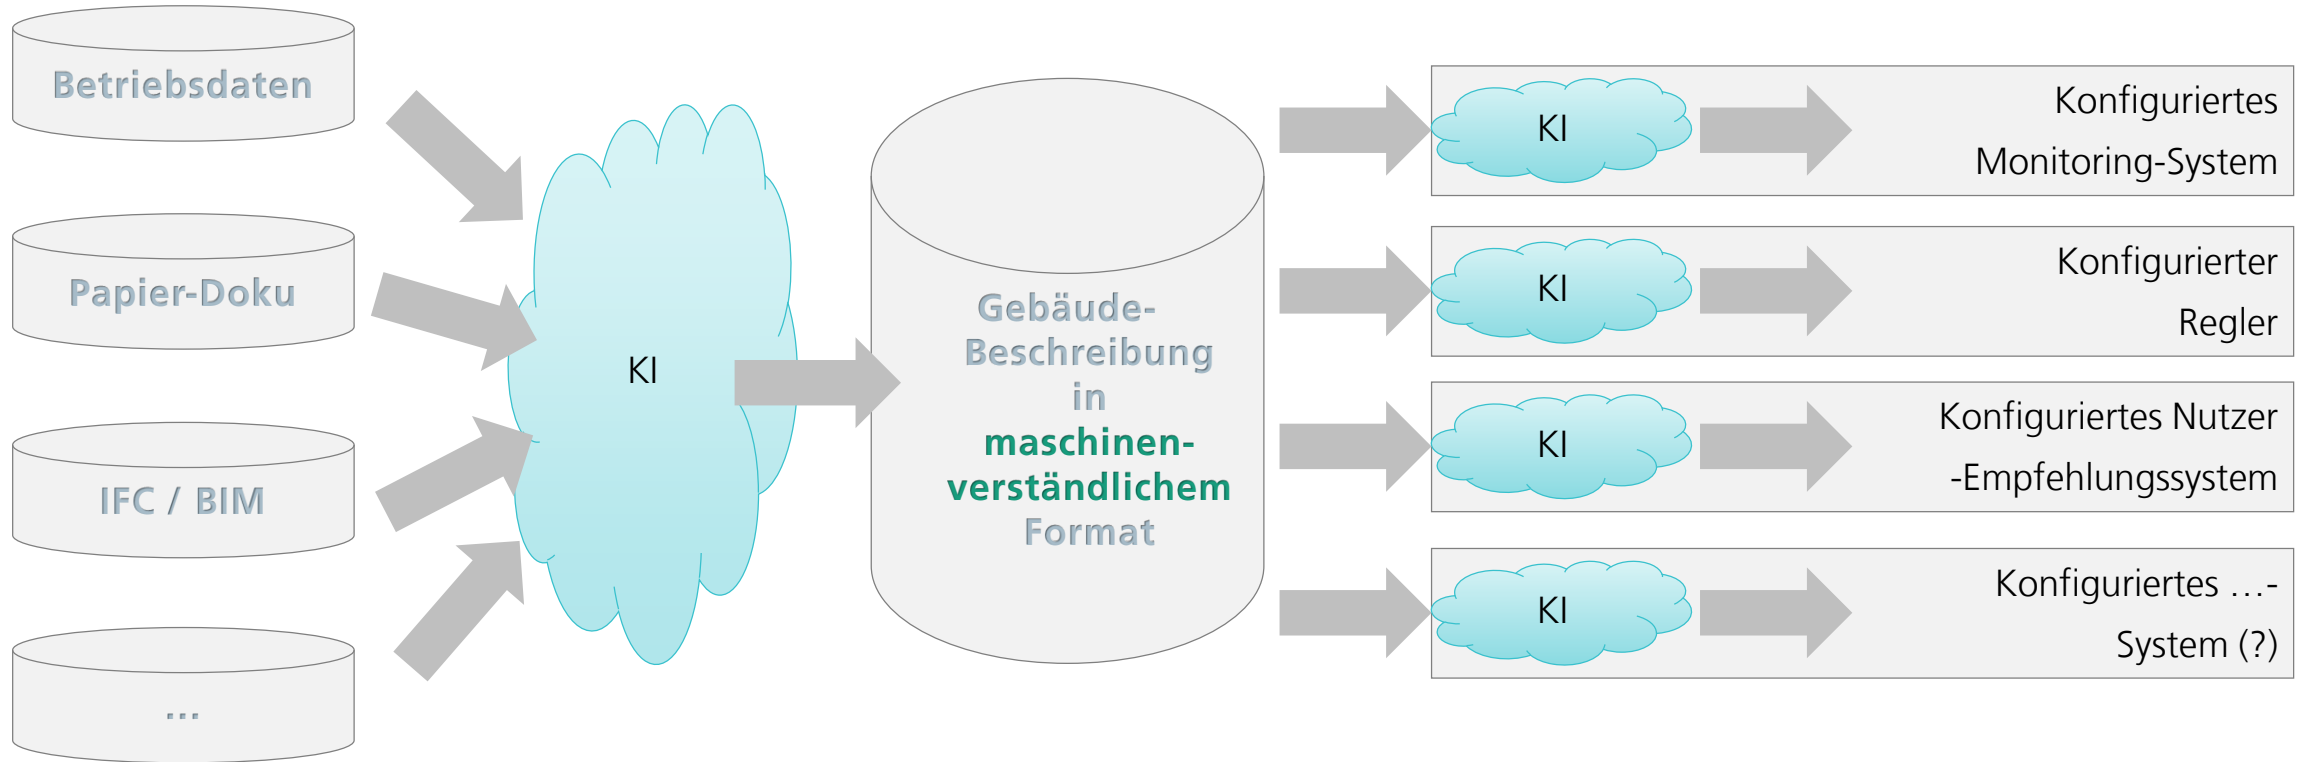 Betriebsdaten
Papier-Doku
IFC / BIM
...
KI
Gebäude-
Beschreibung
in
maschinen-
verständlichem
Format
KI
Konfiguriertes
Monitoring-System
KI
Konfigurierter
Regler
KI
Konfiguriertes Nutzer
-Empfehlungssystem
KI
Konfiguriertes …-
System (?)